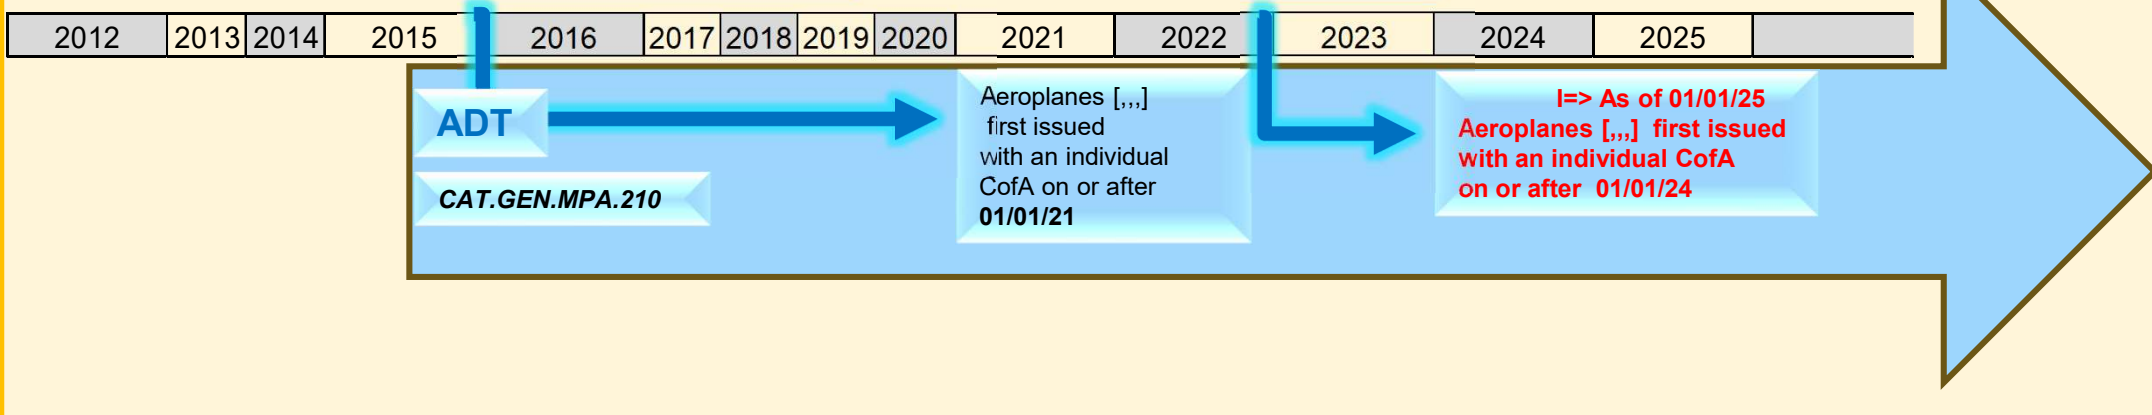 2012 2013 2014 2015 2016 2017 2018 2019 2020 2021 2022 2023 2024 2025
ADT
CAT.GEN.MPA.210
Aeroplanes [,,,]
first issued
with an individual
CofA on or after
01/01/21
I=> As of 01/01/25
Aeroplanes [,,,] first issued
with an individual CofA
on or after 01/01/24